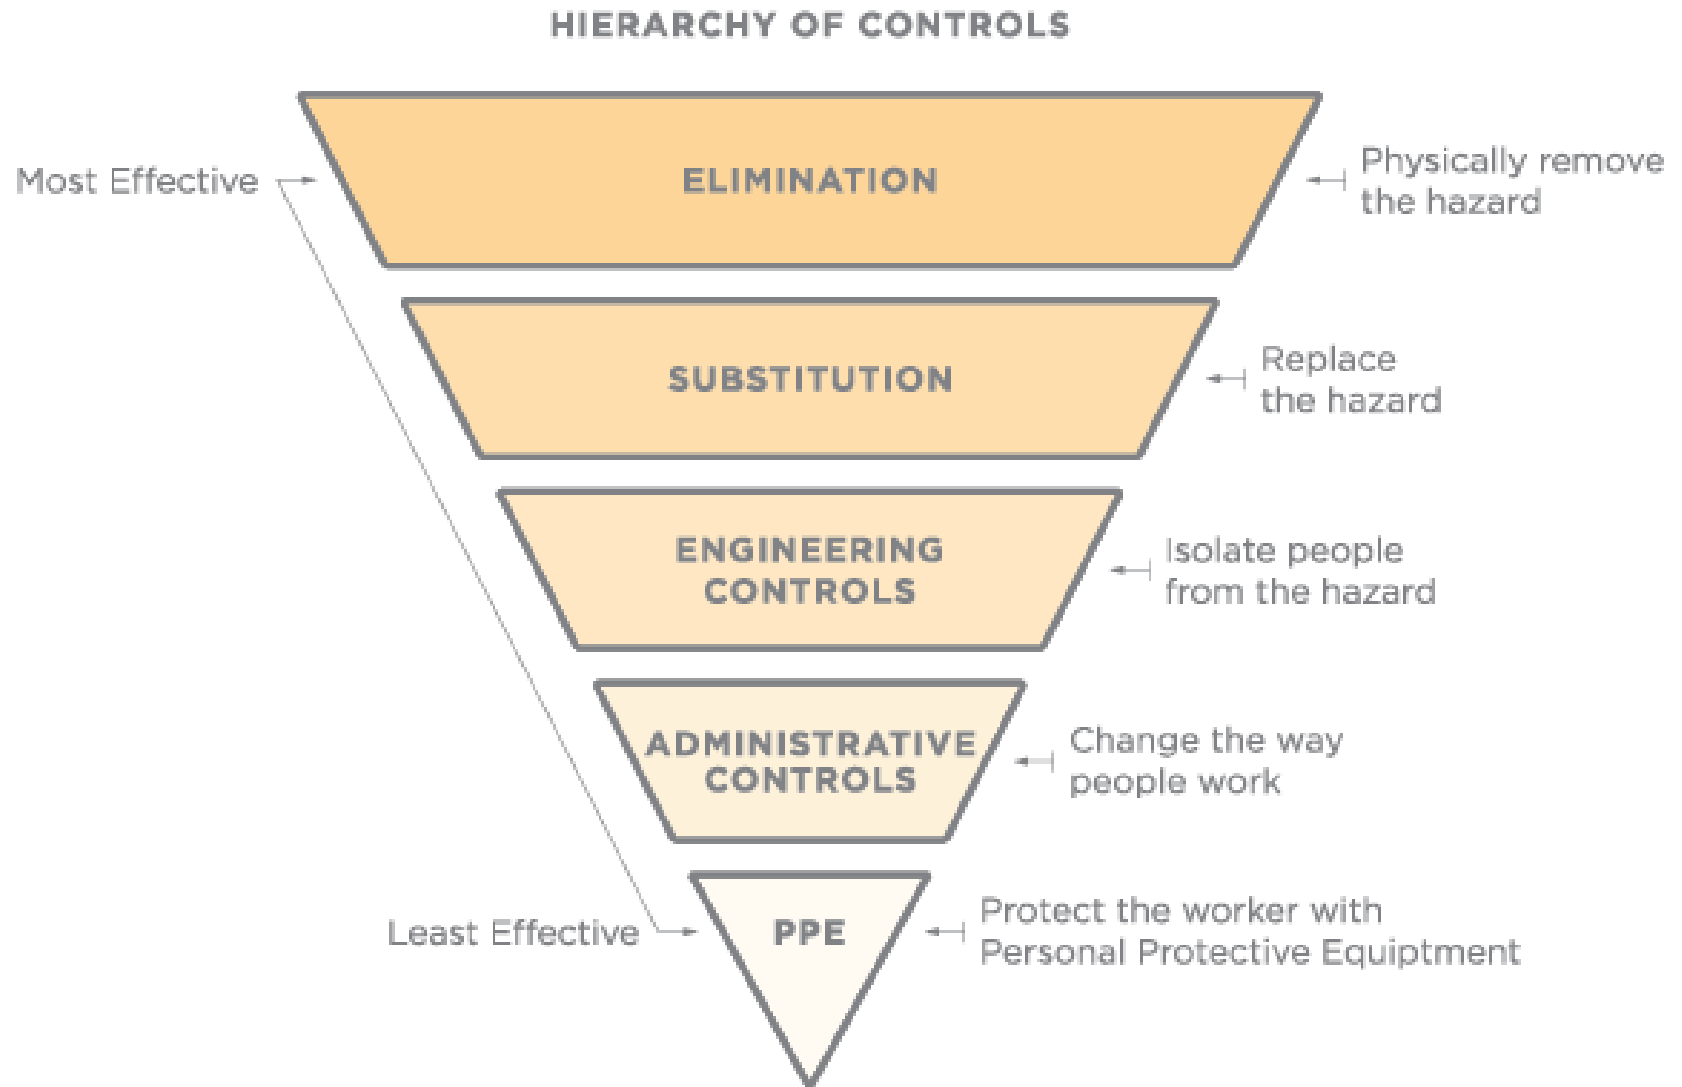 HIERARCHY OF CONTROLS
Most Effective
ELIMINATION
Physically remove
the hazard
SUBSTITUTION
Replace
the hazard
ENGINEERING
CONTROLS
Isolate people
from the hazard
ADMINISTRATIVE
CONTROLS
Change the way
people work
Least Effective
PPE
Protect the worker with
Personal Protective Equiptment